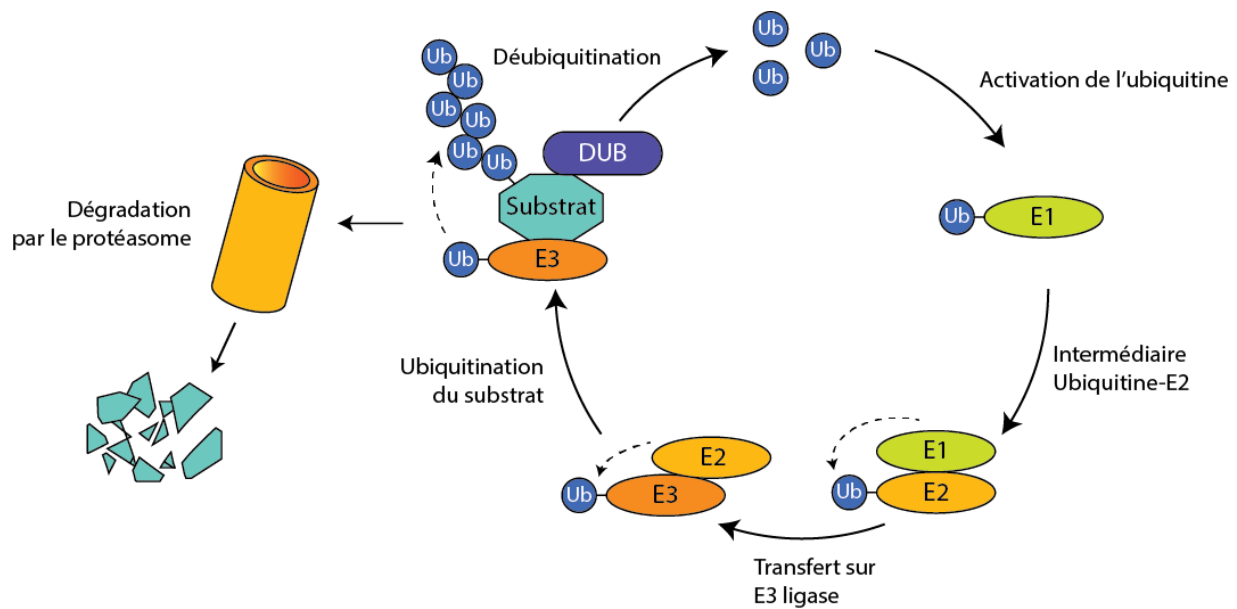 Déubiquitination
Ub
Ub
Ub
Ub
Ub
Ub
Ub
Ub
Ub
Activation de l’ubiquitine
DUB
Substrat
Ub
E3
Dégradation
par le protéasome
Ub
E1
Intermédiaire
Ubiquitine-E2
Ubiquitination
du substrat
E2
Ub
E3
E1
Ub
E2
Transfert sur
E3 ligase